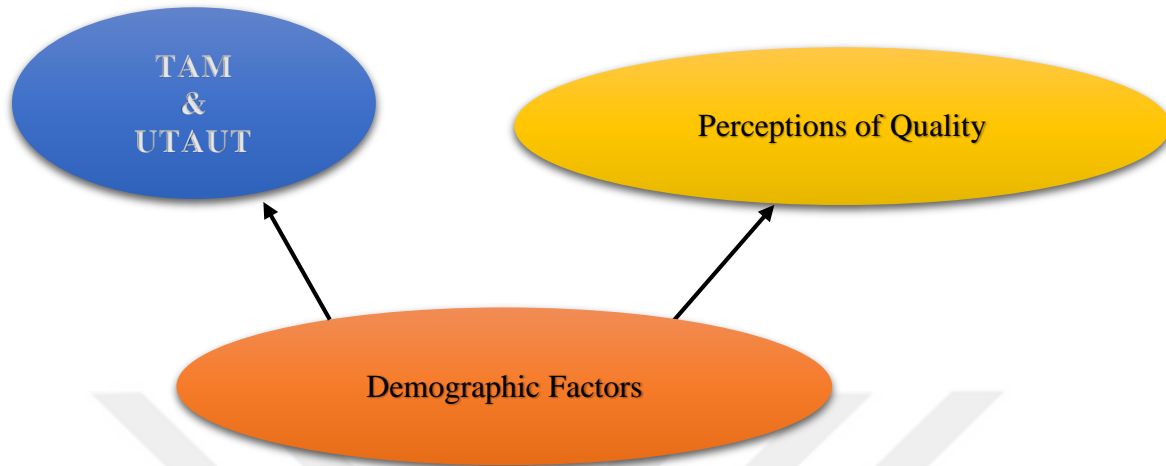 TAM
&
UTAUT
Perceptions of Quality
Demographic Factors